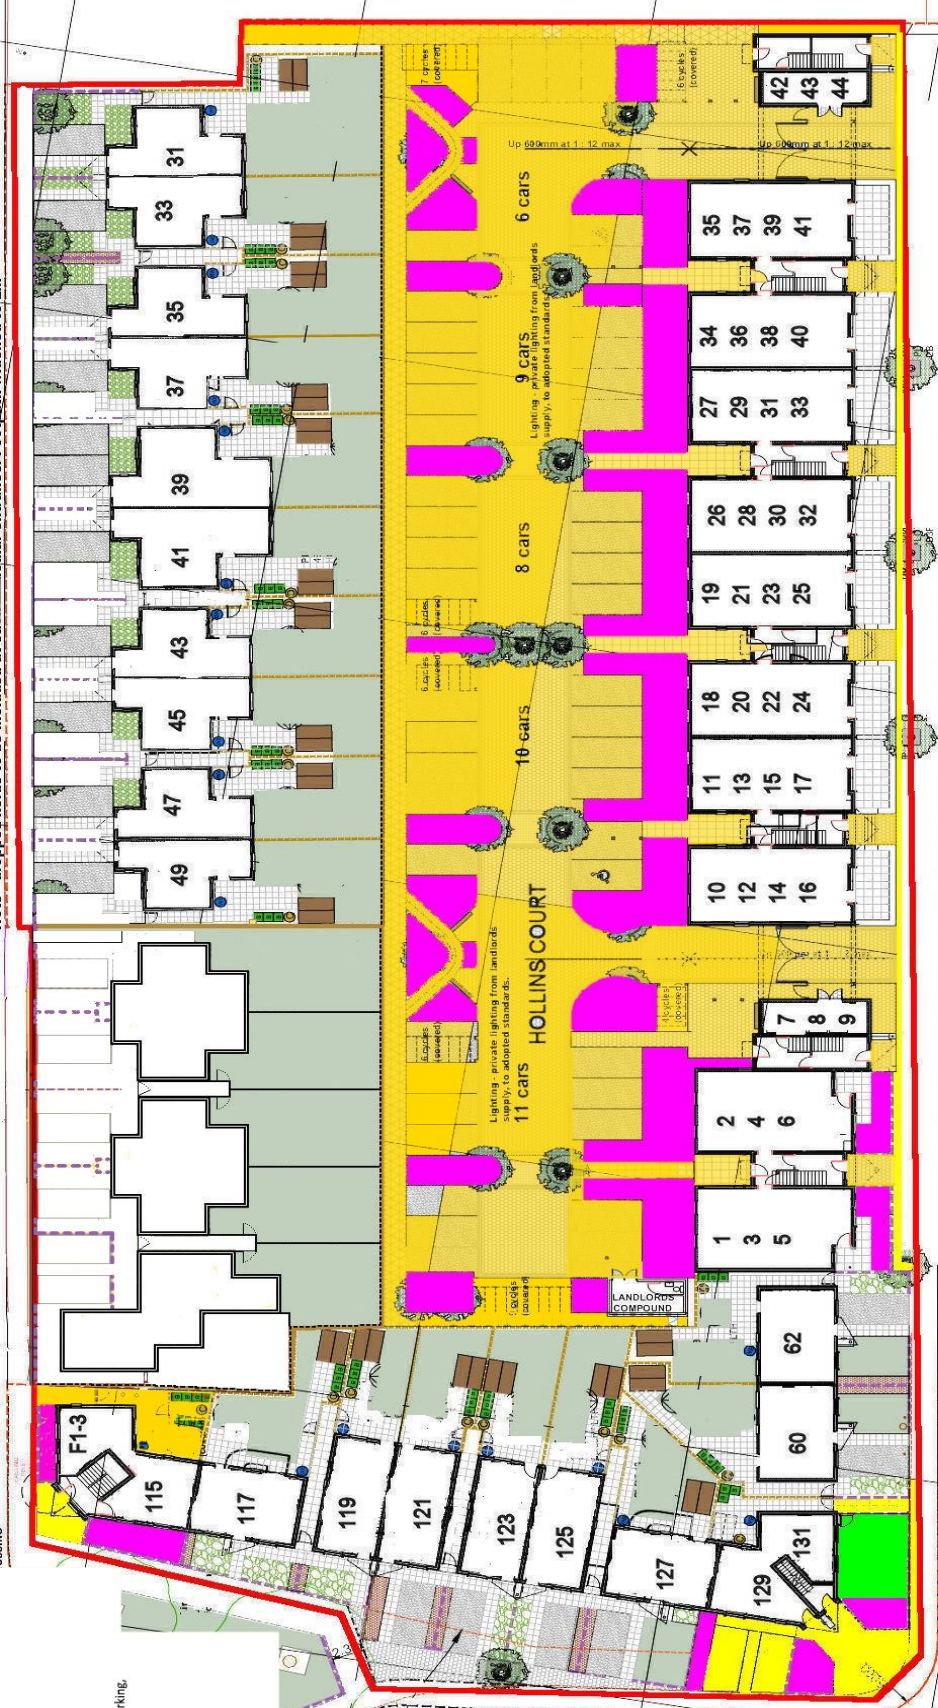 7 cycles
(covered)
6 cycles
(covered)
42
43
44
Up 600mm at 1 : 12 max
Up 600mm at 1 : 12 max
31
33
6 cars
35
37
39
41
35
37
9 cars
Lighting - private lighting from landlords
supply, to adopted standards.
34
36
38
40
27
29
31
33
39
41
8 cars
26
28
30
32
19
21
23
25
43
45
6 cycles
(covered)
6 cycles
(covered)
10 cars
18
20
22
24
11
13
15
17
47
49
10
12
14
16
HOLLINS COURT
Lighting - private lighting from landlords
supply, to adopted standards.
11 cars
6 cycles
(covered)
4 cycles
(covered)
7
8
9
2
4
6
1
3
5
cycles
(covered)
LANDLORDS
COMPOUND
62
60
F1-3
115
117
119
121
123
125
127
129
131
2.3
rking,